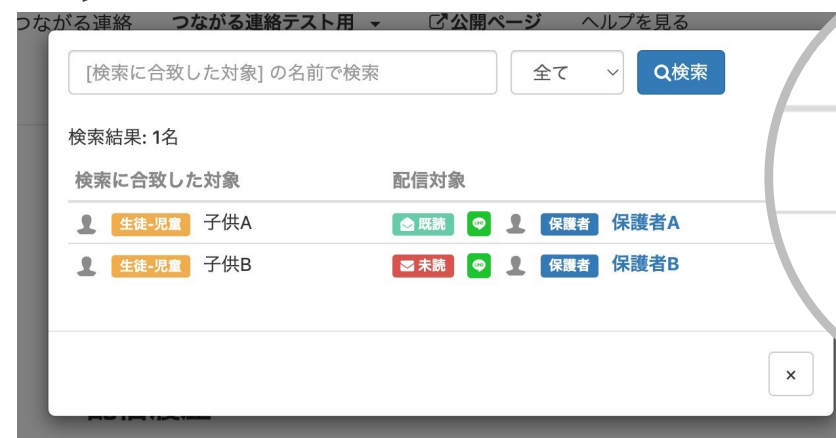 つながる連絡 つながる連絡テスト用 公開ページ ヘルプを見る
[検索に合致した対象] の名前で検索 全て 検索
検索結果: 1名
検索に合致した対象 配信対象
生徒-児童 子供A 既読 LINE 保護者 保護者A
生徒-児童 子供B 未読 LINE 保護者 保護者B
×